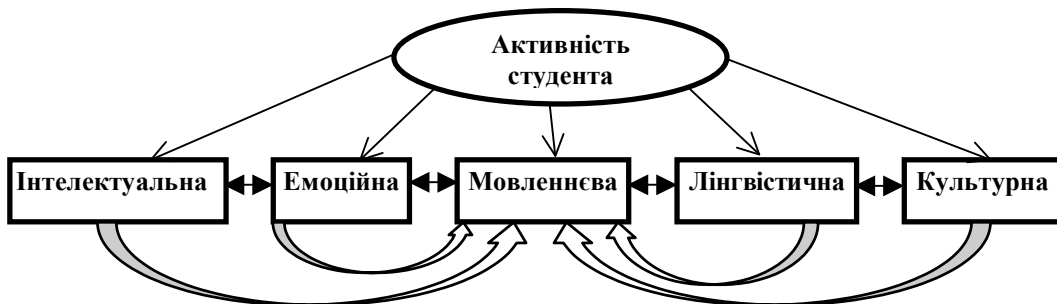 Активність
студента
Інтелектуальна
Емоційна
Мовленнєва
Лінгвістична
Культурна